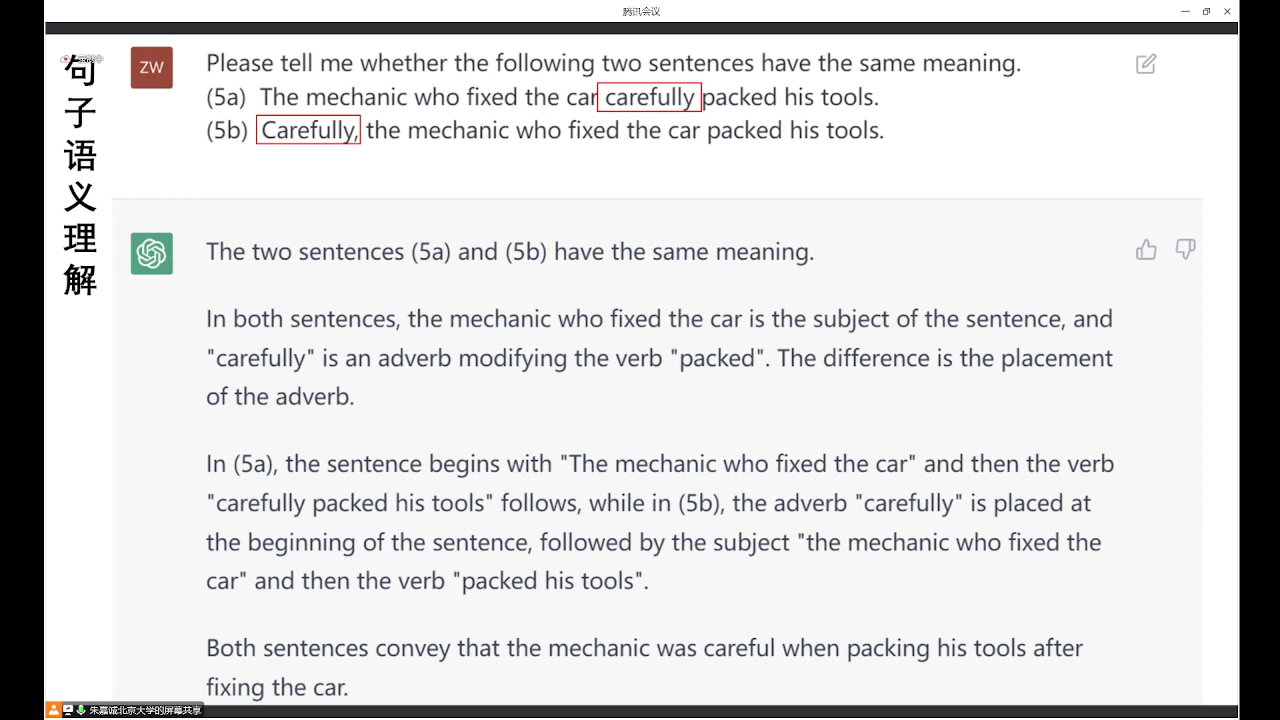 腾讯会议
句子语义理解
ZW
Please tell me whether the following two sentences have the same meaning.
(5a) The mechanic who fixed the car carefully packed his tools.
(5b) Carefully, the mechanic who fixed the car packed his tools.
The two sentences (5a) and (5b) have the same meaning.
In both sentences, the mechanic who fixed the car is the subject of the sentence, and
"carefully" is an adverb modifying the verb "packed". The difference is the placement
of the adverb.
In (5a), the sentence begins with "The mechanic who fixed the car" and then the verb
"carefully packed his tools" follows, while in (5b), the adverb "carefully" is placed at
the beginning of the sentence, followed by the subject "the mechanic who fixed the
car" and then the verb "packed his tools".
Both sentences convey that the mechanic was careful when packing his tools after
fixing the car.
朱嘉诚北京大学的屏幕共享